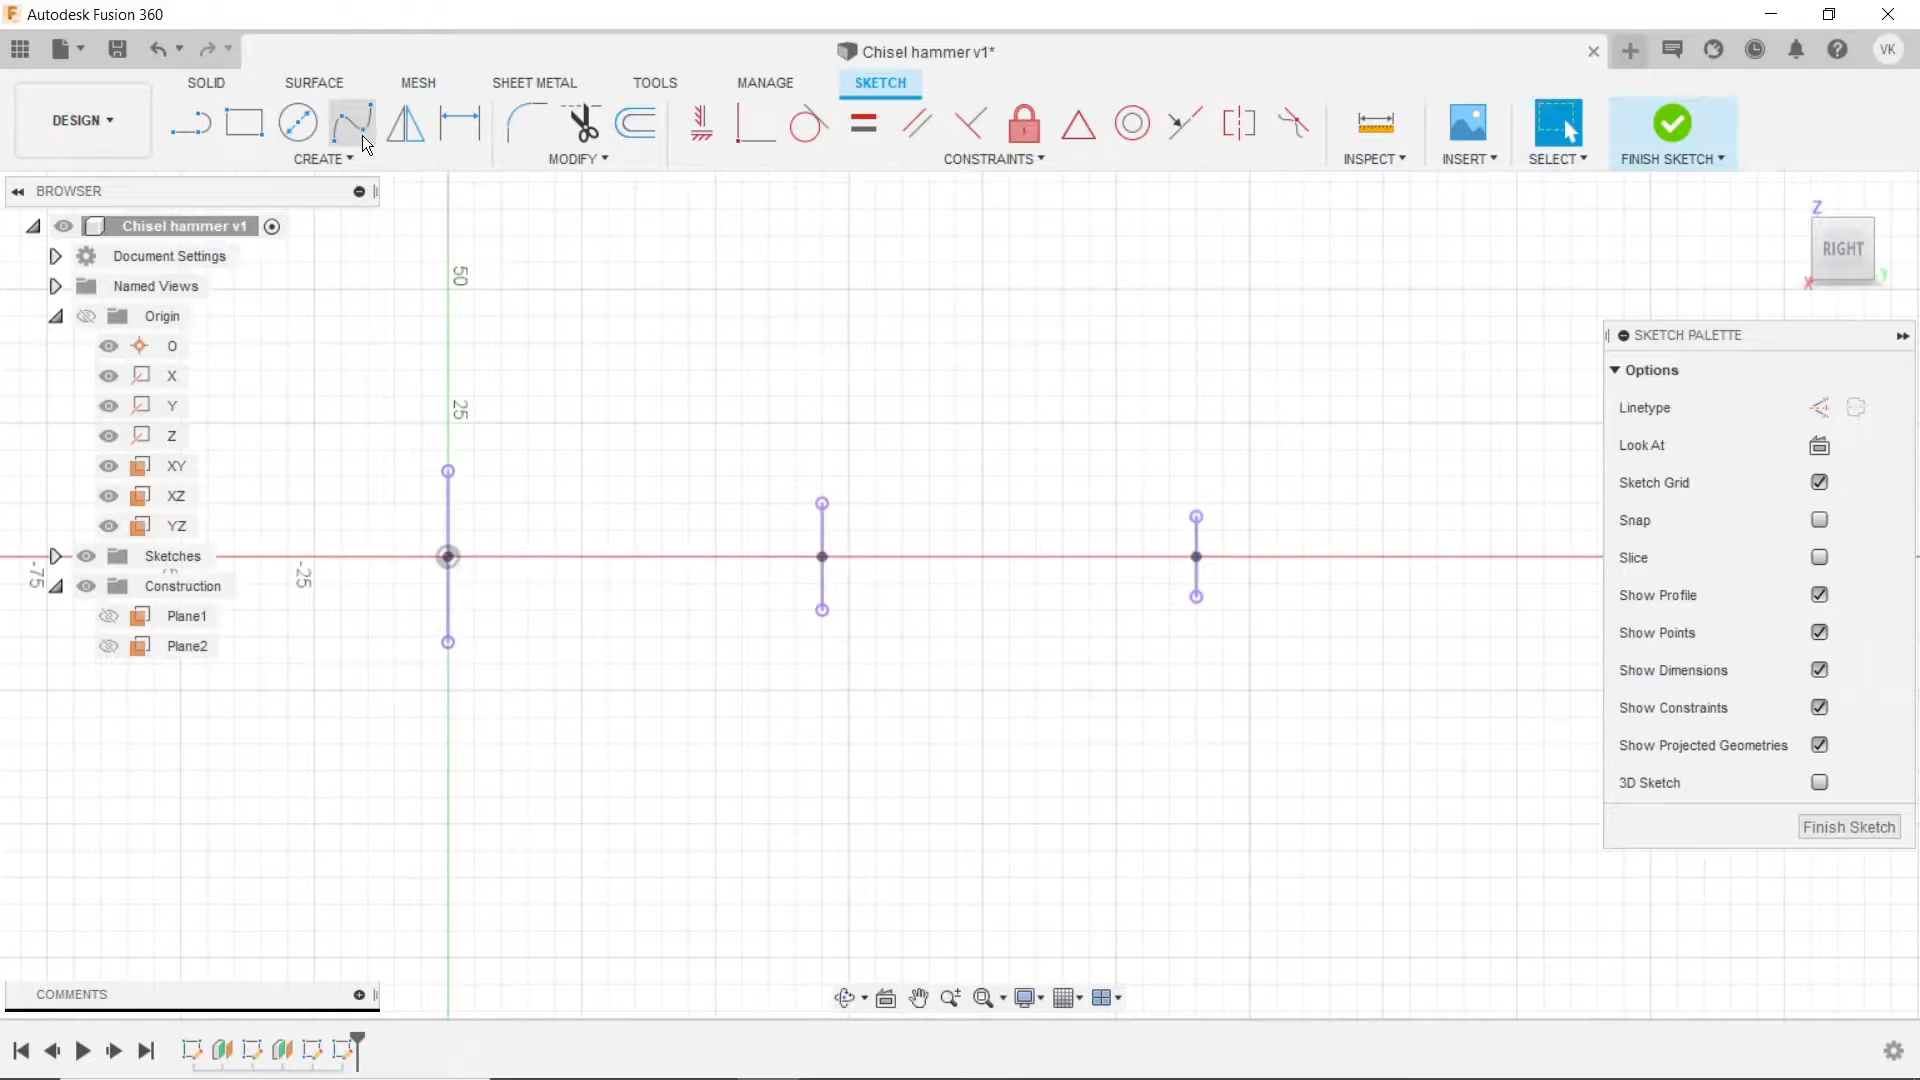 Autodesk Fusion 360
Chisel hammer v1*
VK
SOLID
SURFACE
MESH
SHEET METAL
TOOLS
MANAGE
SKETCH
DESIGN
CREATE
MODIFY
CONSTRAINTS
INSPECT
INSERT
SELECT
FINISH SKETCH
BROWSER
Chisel hammer v1
Document Settings
Named Views
Origin
O
X
Y
Z
XY
XZ
YZ
Sketches
Construction
Plane1
Plane2
50
25
-25
-75
Z
RIGHT
X
Y
SKETCH PALETTE
Options
Linetype
Look At
Sketch Grid
Snap
Slice
Show Profile
Show Points
Show Dimensions
Show Constraints
Show Projected Geometries
3D Sketch
Finish Sketch
COMMENTS